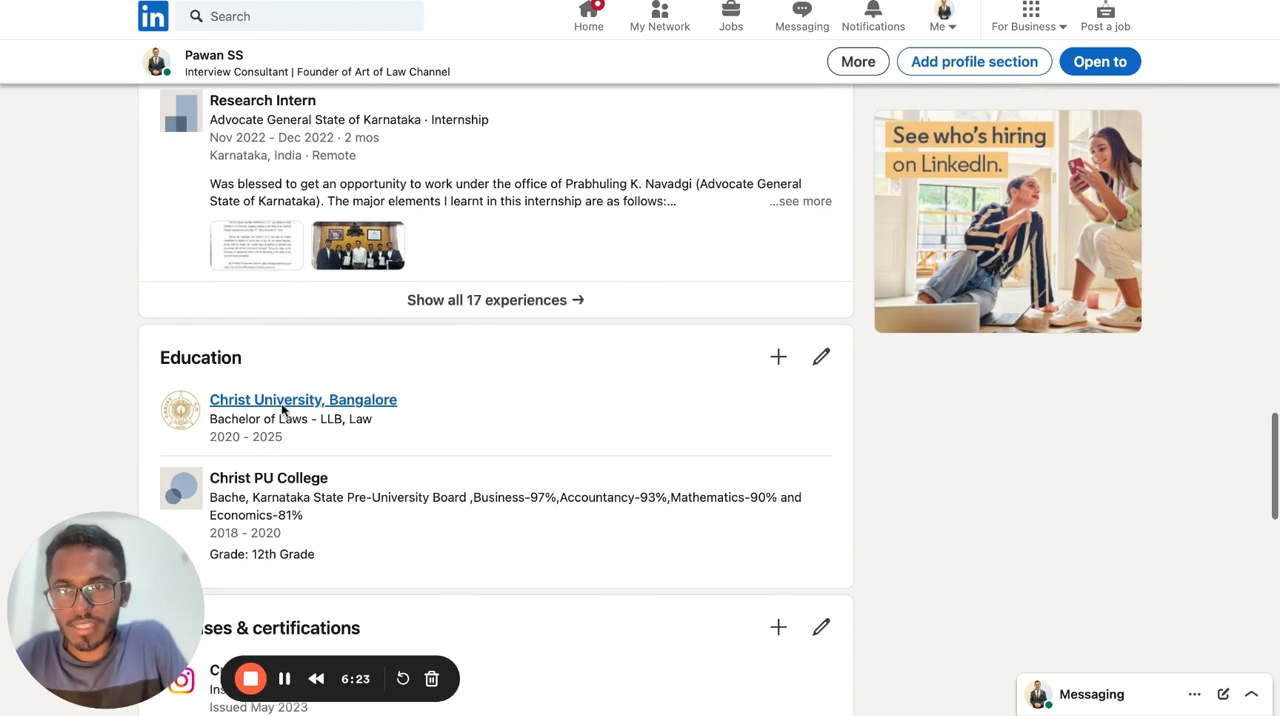 in
Search
Home
My Network
Jobs
Messaging
Notifications
Me
For Business
Post a job
Pawan SS
Interview Consultant | Founder of Art of Law Channel
More
Add profile section
Open to
Research Intern
Advocate General State of Karnataka · Internship
Nov 2022 - Dec 2022 · 2 mos
Karnataka, India · Remote
Was blessed to get an opportunity to work under the office of Prabhuling K. Navadgi (Advocate General
State of Karnataka). The major elements I learnt in this internship are as follows:...
...see more
Show all 17 experiences →
See who's hiring
on LinkedIn.
Education
Christ University, Bangalore
Bachelor of Laws - LLB, Law
2020 - 2025
Christ PU College
Bache, Karnataka State Pre-University Board ,Business-97%,Accountancy-93%,Mathematics-90% and
Economics-81%
2018 - 2020
Grade: 12th Grade
ses & certifications
Issued May 2023
6:23
Messaging